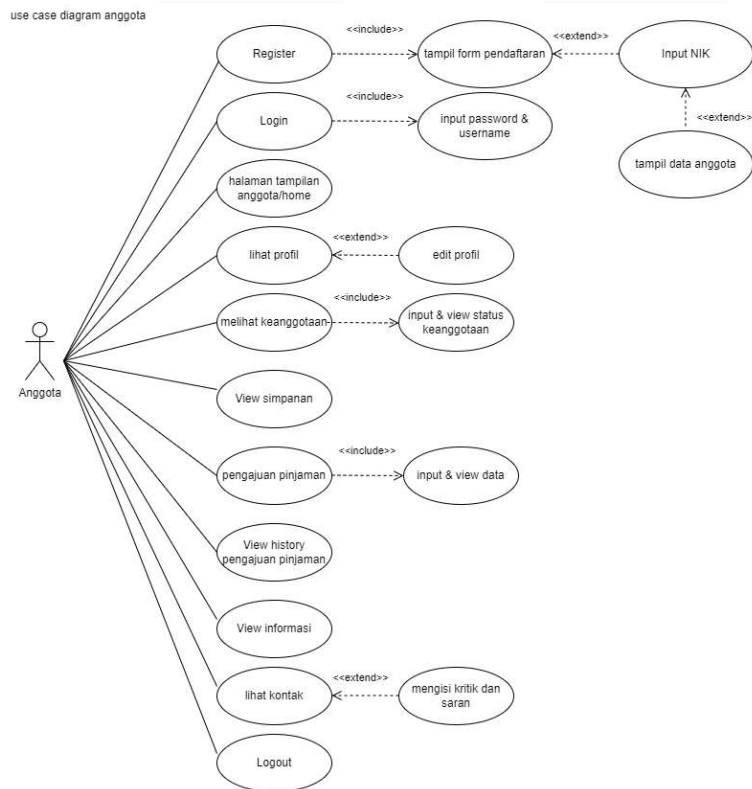 use case diagram anggota
Register
<<include>>
tampil form pendaftaran
<<extend>>
Input NIK
<<extend>>
tampil data anggota
Login
<<include>>
input password &
username
halaman tampilan
anggota/home
lihat profil
<<extend>>
edit profil
melihat keanggotaan
<<include>>
input & view status
keanggotaan
Anggota
View simpanan
pengajuan pinjaman
<<include>>
input & view data
View history
pengajuan pinjaman
View informasi
lihat kontak
<<extend>>
mengisi kritik dan
saran
Logout